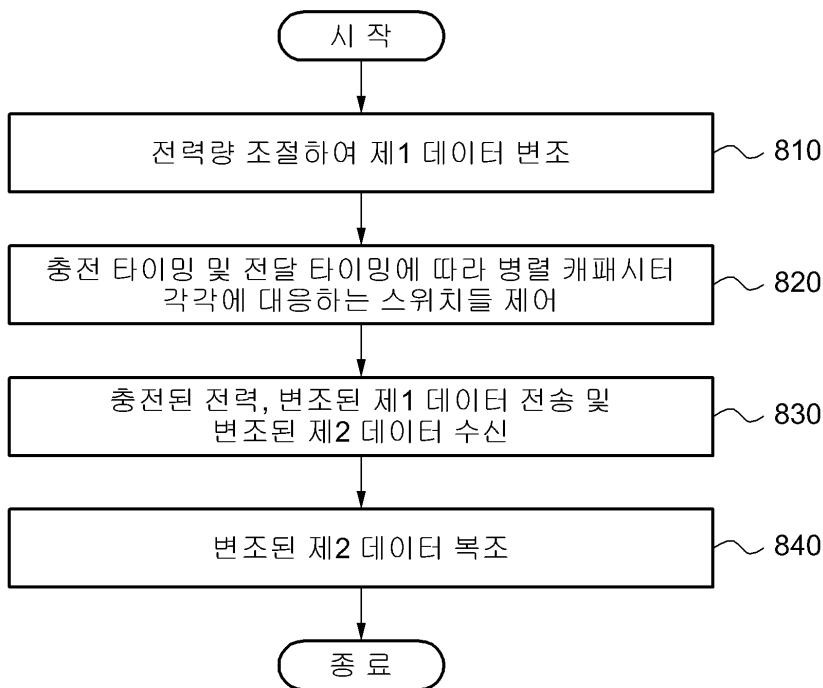 시 작
전력량 조절하여 제1 데이터 변조
810
충전 타이밍 및 전달 타이밍에 따라 병렬 캐패시터
각각에 대응하는 스위치들 제어
820
충전된 전력, 변조된 제1 데이터 전송 및
변조된 제2 데이터 수신
830
변조된 제2 데이터 복조
840
종 료